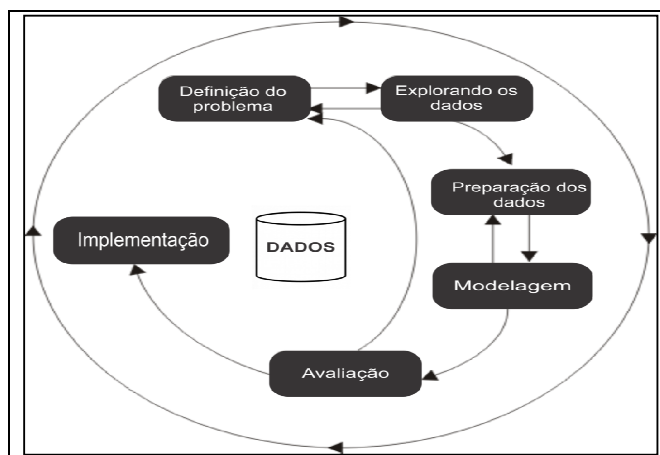 Definição do
problema
Explorando os
dados
Preparação dos
dados
Implementação
DADOS
Modelagem
Avaliação